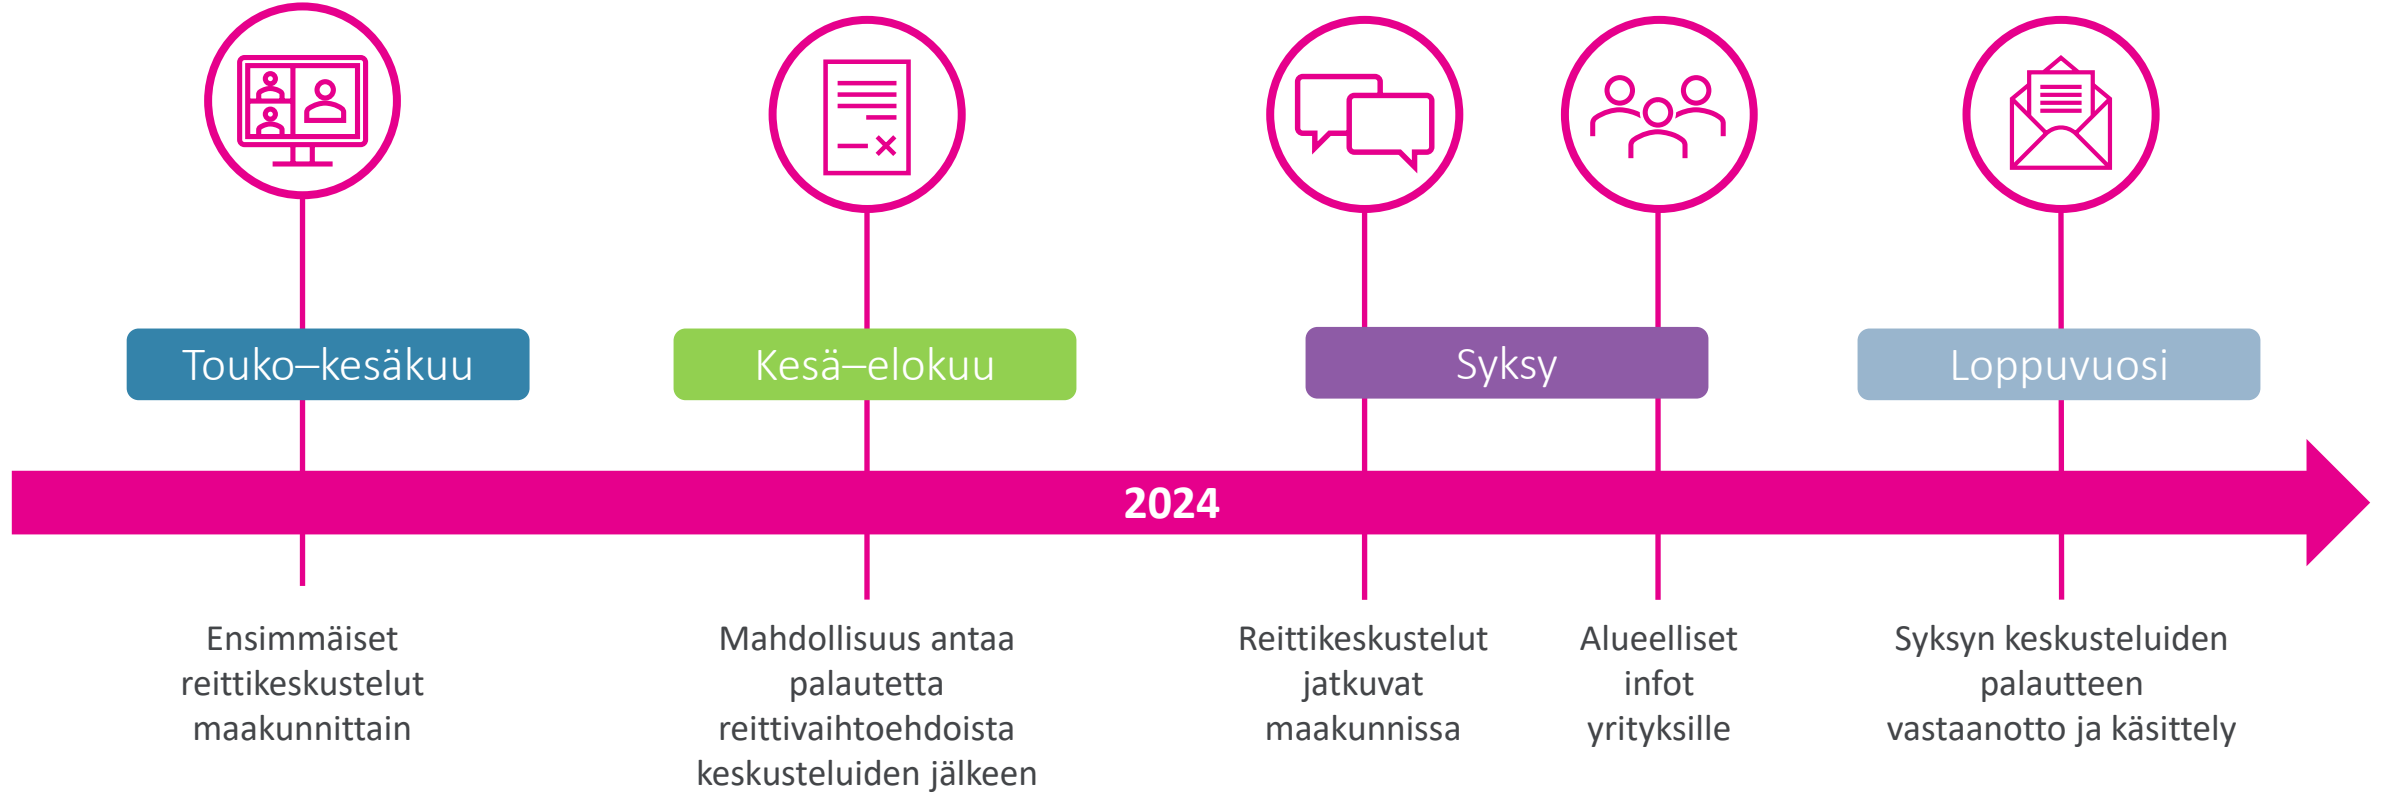 Touko–kesäkuu
Kesä–elokuu
Syksy
Loppuvuosi
2024
Ensimmäiset
reittikeskustelut
maakunnittain
Mahdollisuus antaa
palautetta
reittivaihtoehdoista
keskusteluiden jälkeen
Reittikeskustelut
jatkuvat
maakunnissa
Alueelliset
infot
yrityksille
Syksyn keskusteluiden
palautteen
vastaanotto ja käsittely